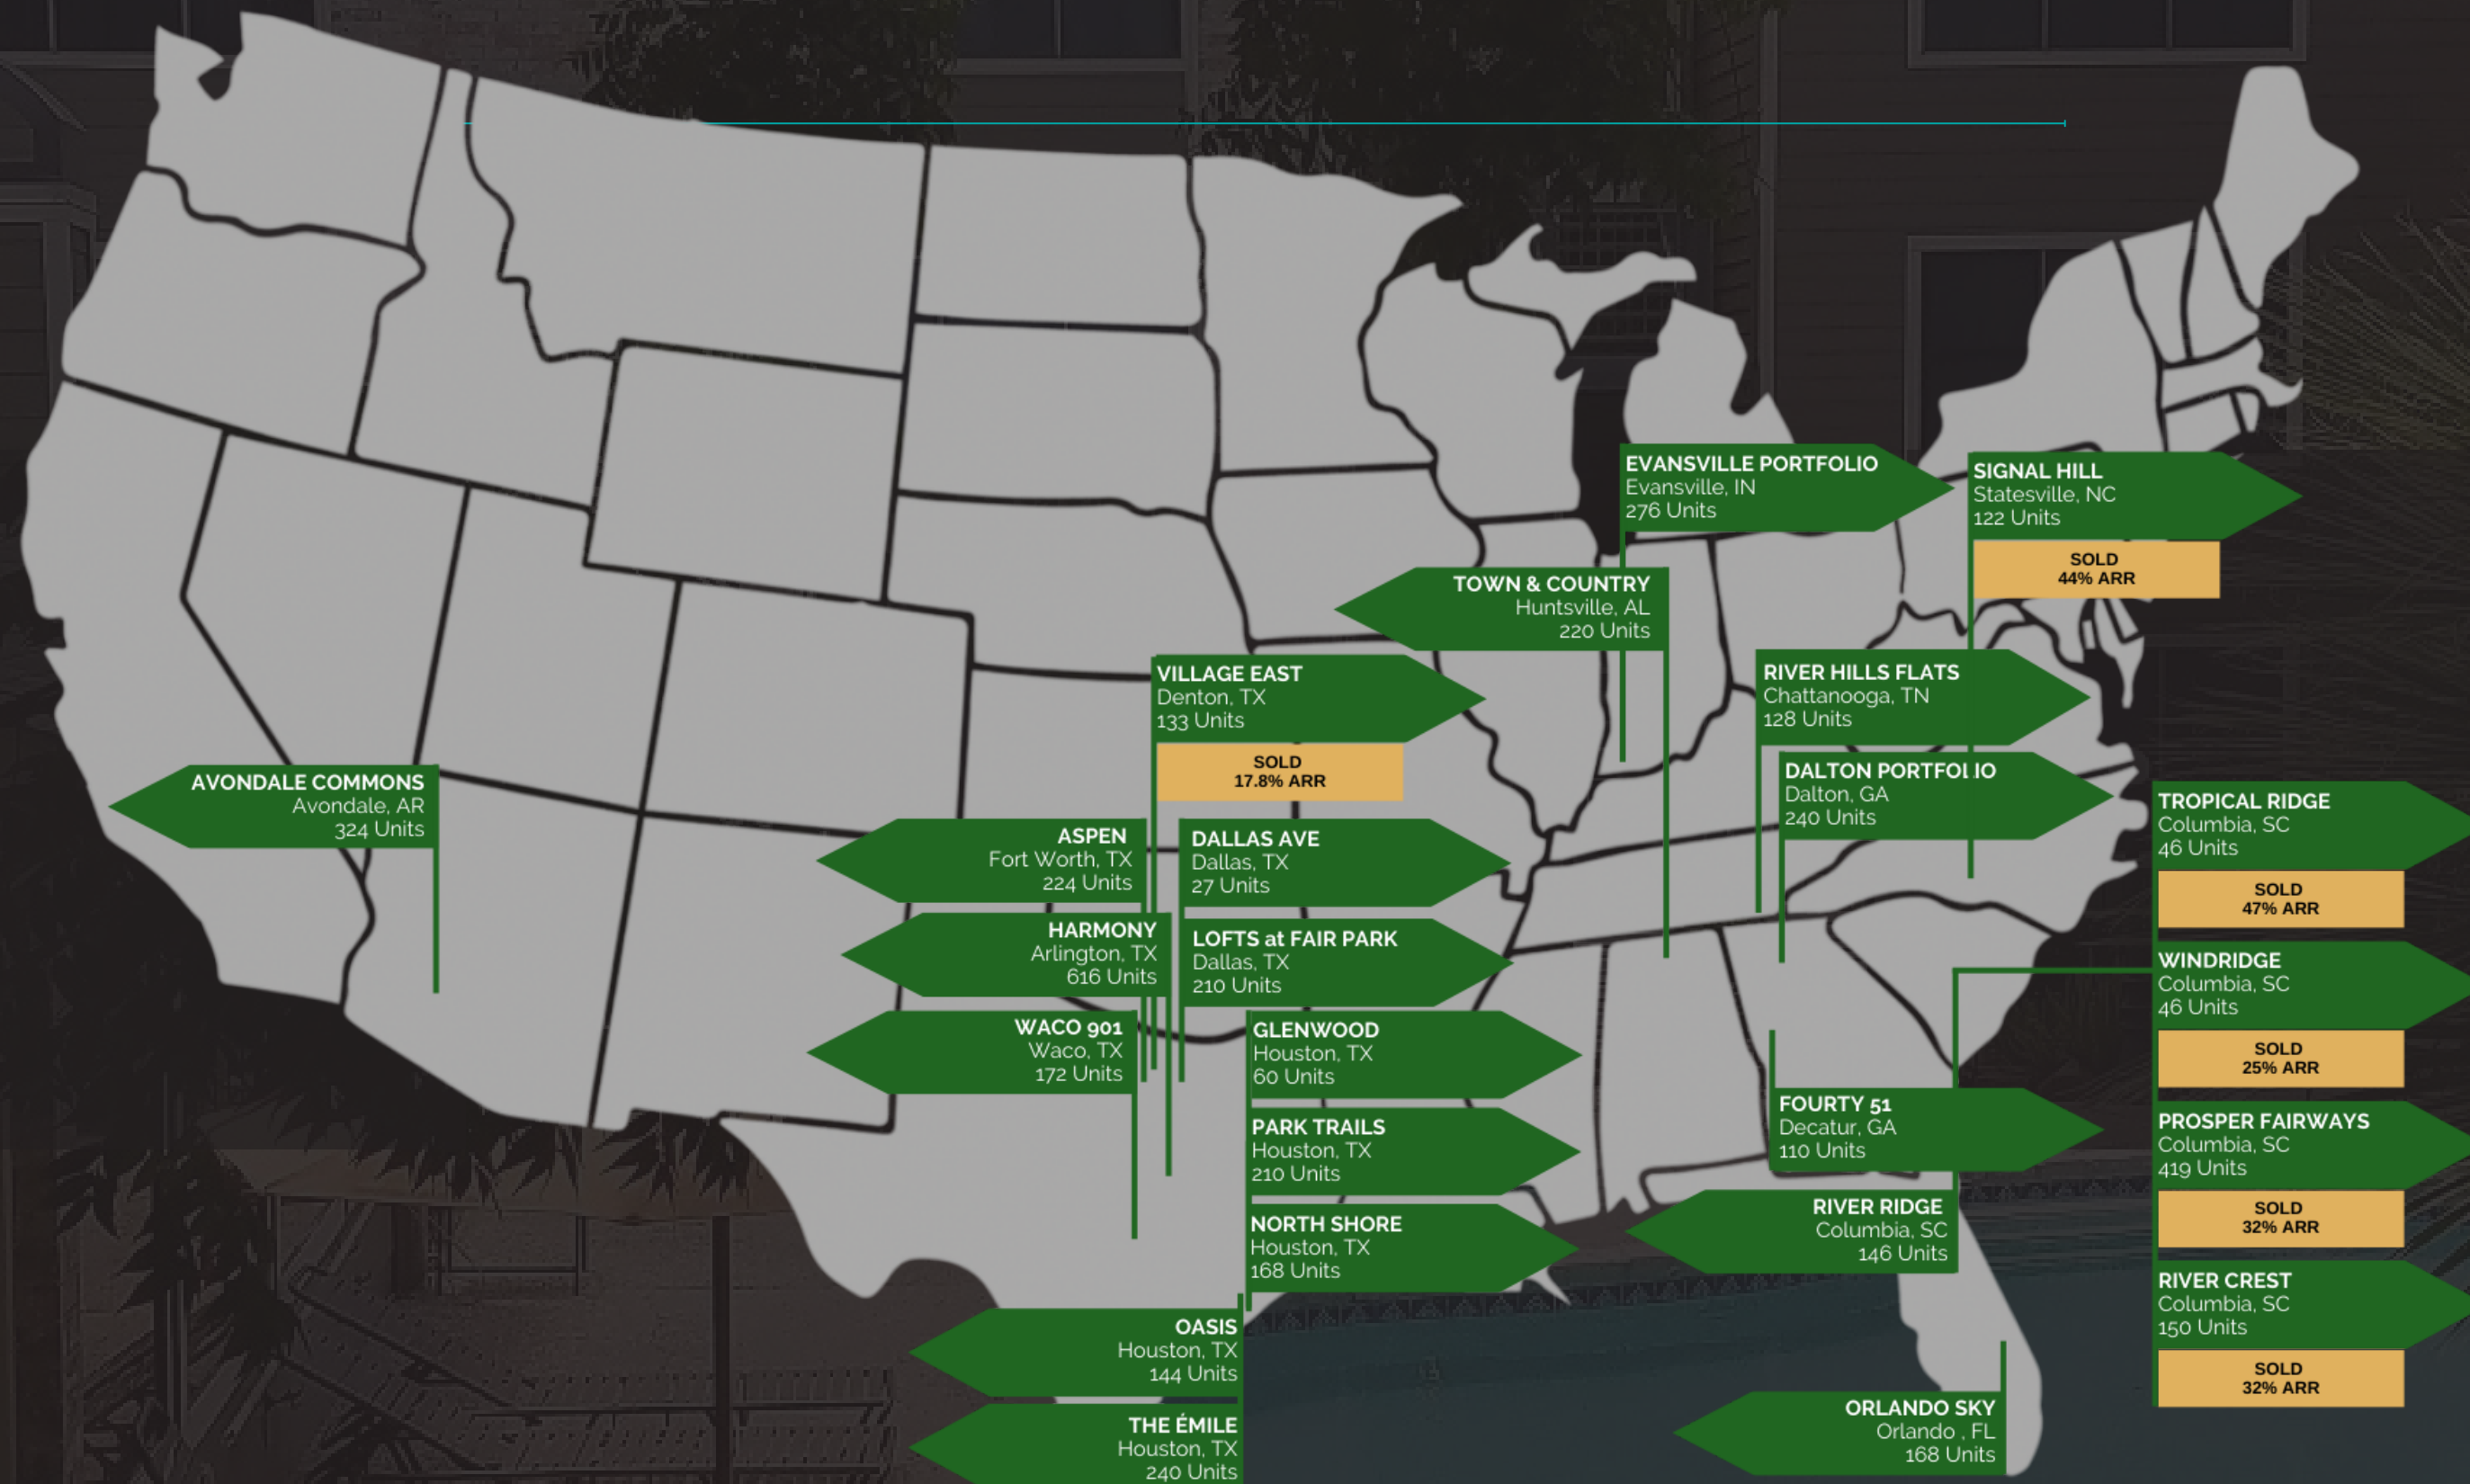 EVANSVILLE PORTFOLIO
Evansville, IN
276 Units
SIGNAL HILL
Statesville, NC
122 Units
SOLD
44% ARR
TOWN & COUNTRY
Huntsville, AL
220 Units
VILLAGE EAST
Denton, TX
133 Units
SOLD
17.8% ARR
RIVER HILLS FLATS
Chattanooga, TN
128 Units
AVONDALE COMMONS
Avondale, AR
324 Units
DALTON PORTFOLIO
Dalton, GA
240 Units
TROPICAL RIDGE
Columbia, SC
46 Units
SOLD
47% ARR
ASPEN
Fort Worth, TX
224 Units
DALLAS AVE
Dallas, TX
27 Units
HARMONY
Arlington, TX
616 Units
LOFTS at FAIR PARK
Dallas, TX
210 Units
WINDRIDGE
Columbia, SC
46 Units
SOLD
25% ARR
WACO 901
Waco, TX
172 Units
GLENWOOD
Houston, TX
60 Units
FOURTY 51
Decatur, GA
110 Units
PROSPER FAIRWAYS
Columbia, SC
419 Units
SOLD
32% ARR
PARK TRAILS
Houston, TX
210 Units
RIVER RIDGE
Columbia, SC
146 Units
NORTH SHORE
Houston, TX
168 Units
RIVER CREST
Columbia, SC
150 Units
SOLD
32% ARR
OASIS
Houston, TX
144 Units
ORLANDO SKY
Orlando , FL
168 Units
THE ÉMILE
Houston, TX
240 Units